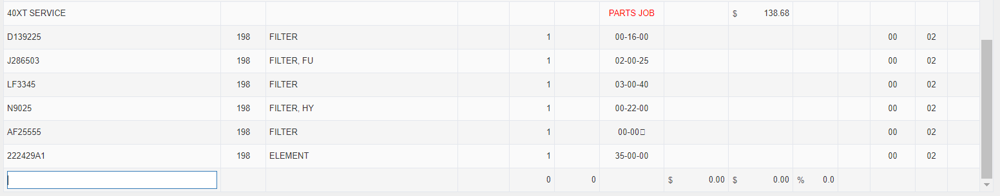 40XT SERVICE PARTS JOB $ 138.68
D139225 198 FILTER 1 00-16-00 00 02
J286503 198 FILTER, FU 1 02-00-25 00 02
LF3345 198 FILTER 1 03-00-40 00 02
N9025 198 FILTER, HY 1 00-22-00 00 02
AF25555 198 FILTER 1 00-00▯ 00 02
222429A1 198 ELEMENT 1 35-00-00 00 02
0 0 $ 0.00 $ 0.00 % 0.0